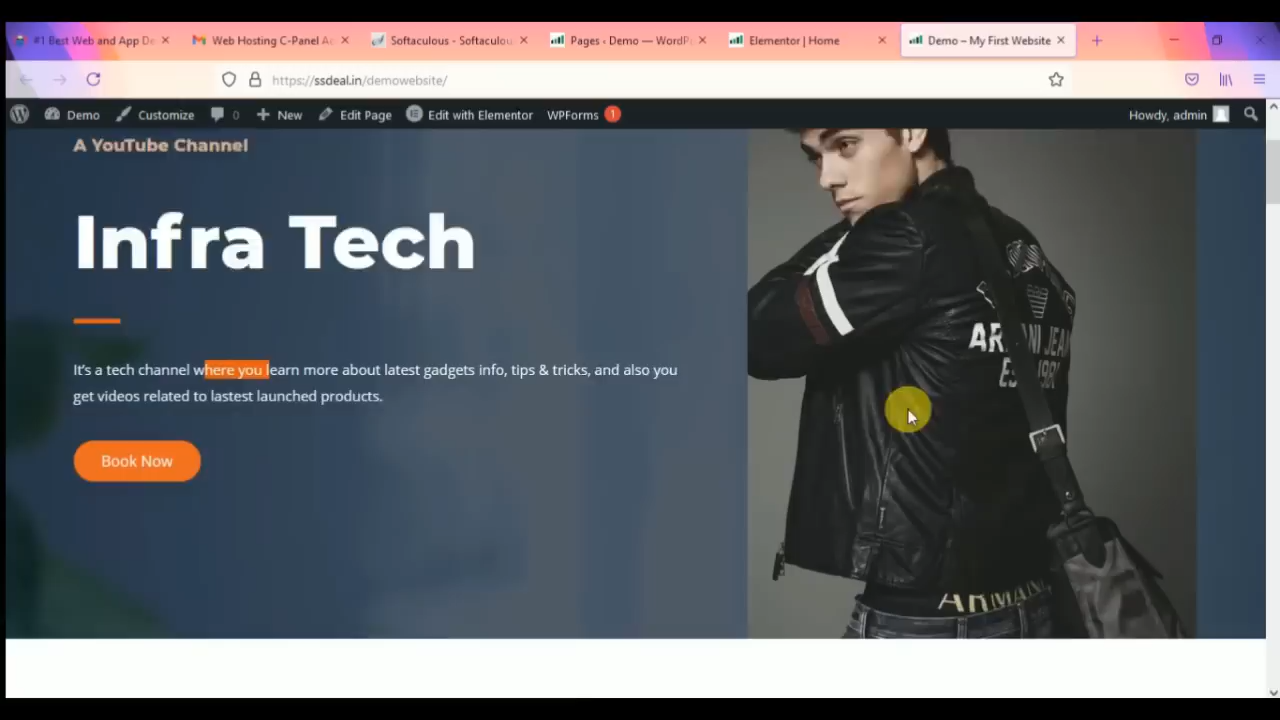 #1 Best Web and App De
Web Hosting C-Panel Ac
Softaculous - Softaculou
Pages ‹ Demo — WordPr
Elementor | Home
Demo – My First Website
https://ssdeal.in/demowebsite/
Demo
Customize
0
New
Edit Page
Edit with Elementor
WPForms 1
Howdy, admin
A YouTube Channel
Infra Tech
It's a tech channel where you learn more about latest gadgets info, tips & tricks, and also you
get videos related to lastest launched products.
Book Now
ARMANI JEANS
ARMANI